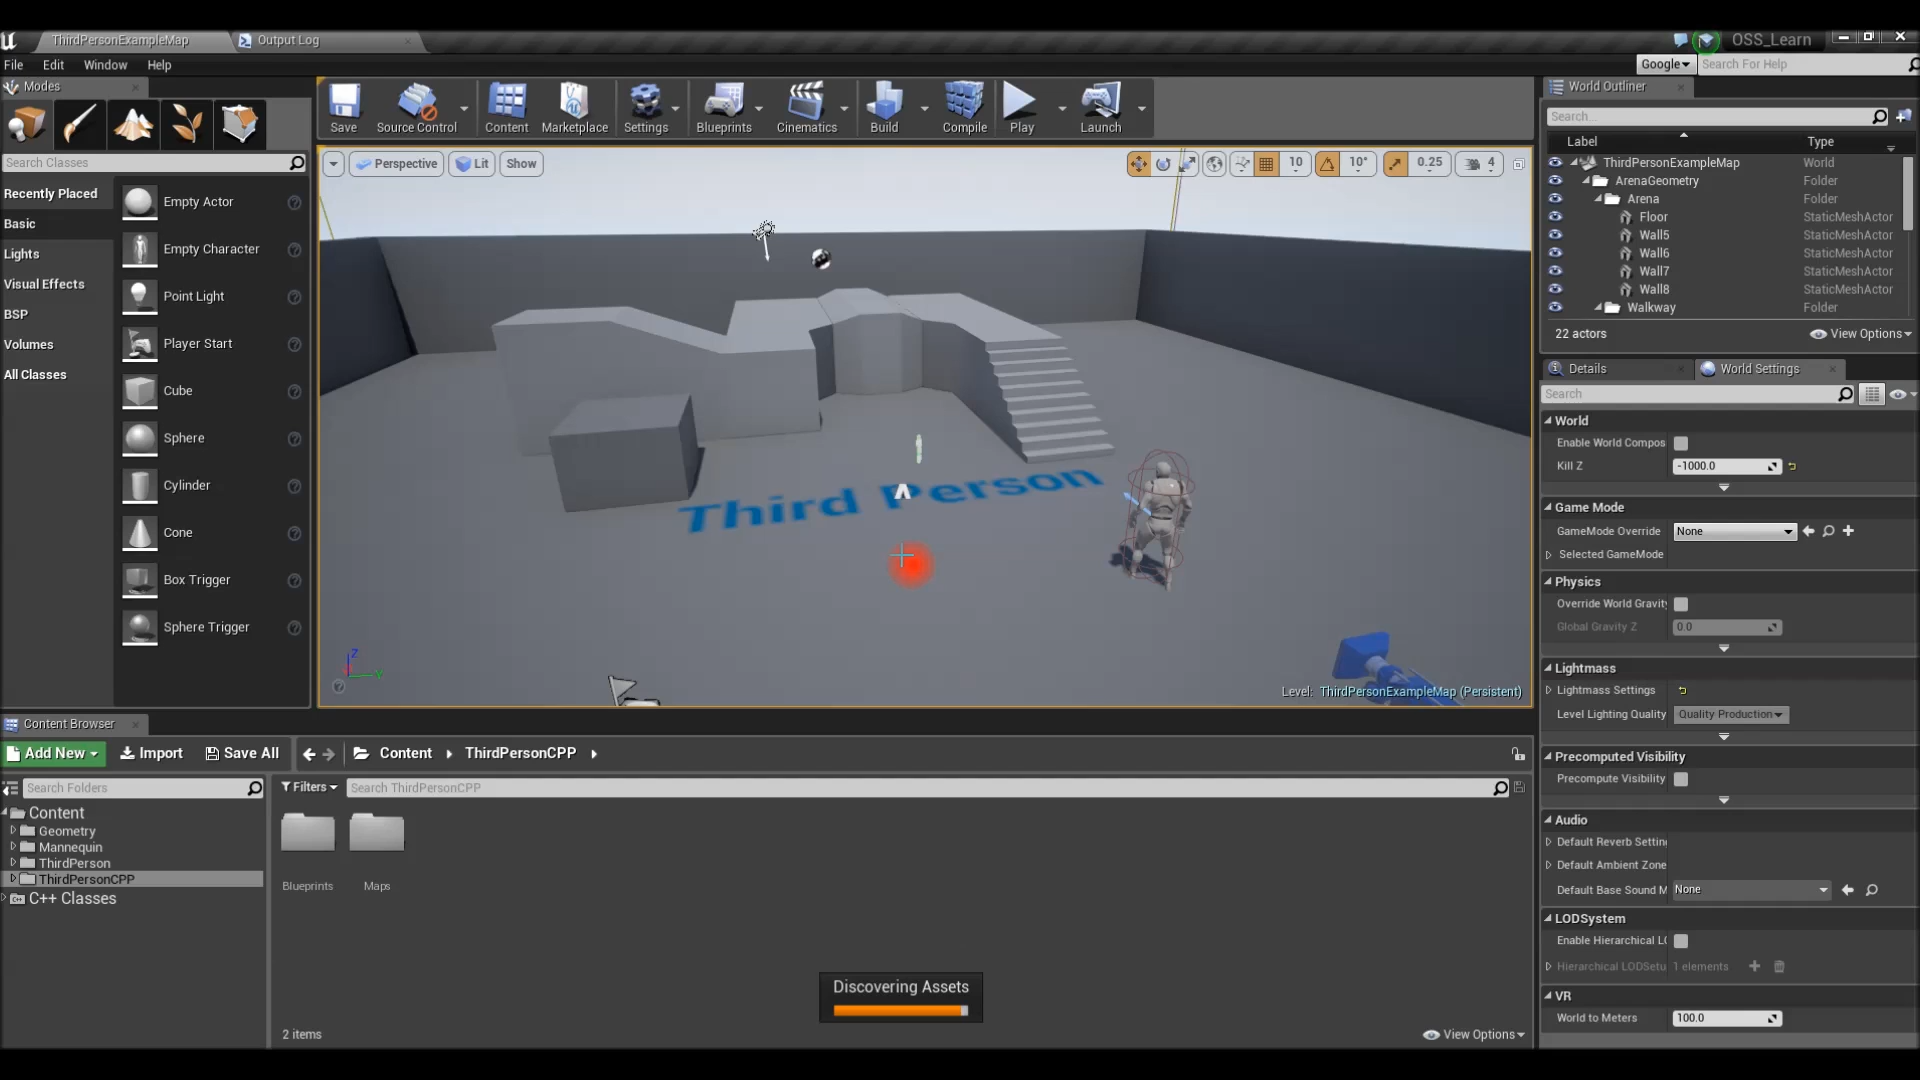 ThirdPersonExampleMap
Output Log
OSS_Learn
File Edit Window Help
Google
Search For Help
Modes
Search Classes
Recently Placed
Basic
Lights
Visual Effects
BSP
Volumes
All Classes
Empty Actor
Empty Character
Point Light
Player Start
Cube
Sphere
Cylinder
Cone
Box Trigger
Sphere Trigger
Save
Source Control
Content
Marketplace
Settings
Blueprints
Cinematics
Build
Compile
Play
Launch
Perspective
Lit
Show
10
10°
0.25
4
Third Person
Level: ThirdPersonExampleMap (Persistent)
World Outliner
Search...
Label Type
ThirdPersonExampleMap World
ArenaGeometry Folder
Arena Folder
Floor StaticMeshActor
Wall5 StaticMeshActor
Wall6 StaticMeshActor
Wall7 StaticMeshActor
Wall8 StaticMeshActor
Walkway Folder
22 actors
View Options
Details
World Settings
Search
World
Enable World Compos
Kill Z -1000.0
Game Mode
GameMode Override None
Selected GameMode
Physics
Override World Gravity
Global Gravity Z 0.0
Lightmass
Lightmass Settings
Level Lighting Quality Quality Production
Precomputed Visibility
Precompute Visibility
Audio
Default Reverb Settin
Default Ambient Zone
Default Base Sound M None
LODSystem
Enable Hierarchical LO
Hierarchical LODSetu 1 elements
VR
World to Meters 100.0
Content Browser
Add New
Import
Save All
Content
ThirdPersonCPP
Search Folders
Filters
Search ThirdPersonCPP
Content
Geometry
Mannequin
ThirdPerson
ThirdPersonCPP
C++ Classes
Blueprints
Maps
Discovering Assets
2 items
View Options